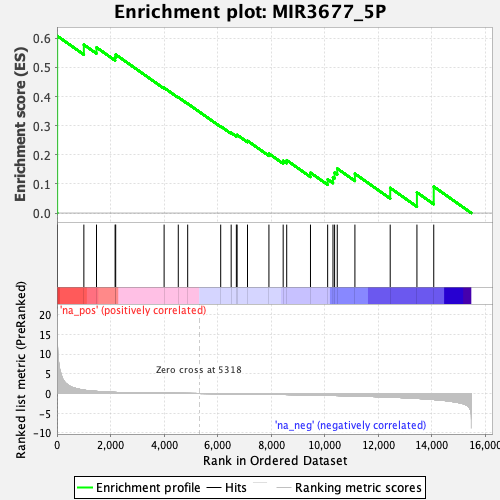 Enrichment plot: MIR3677_5P
Enrichment score (ES)
0.6
0.5
0.4
0.3
0.2
0.1
0.0
'na_pos' (positively correlated)
Ranked list metric (PreRanked)
20
15
10
5
0
-5
-10
Zero cross at 5318
'na_neg' (negatively correlated)
0
2,000
4,000
6,000
8,000
10,000
12,000
14,000
16,000
Rank in Ordered Dataset
Enrichment profile
Hits
Ranking metric scores